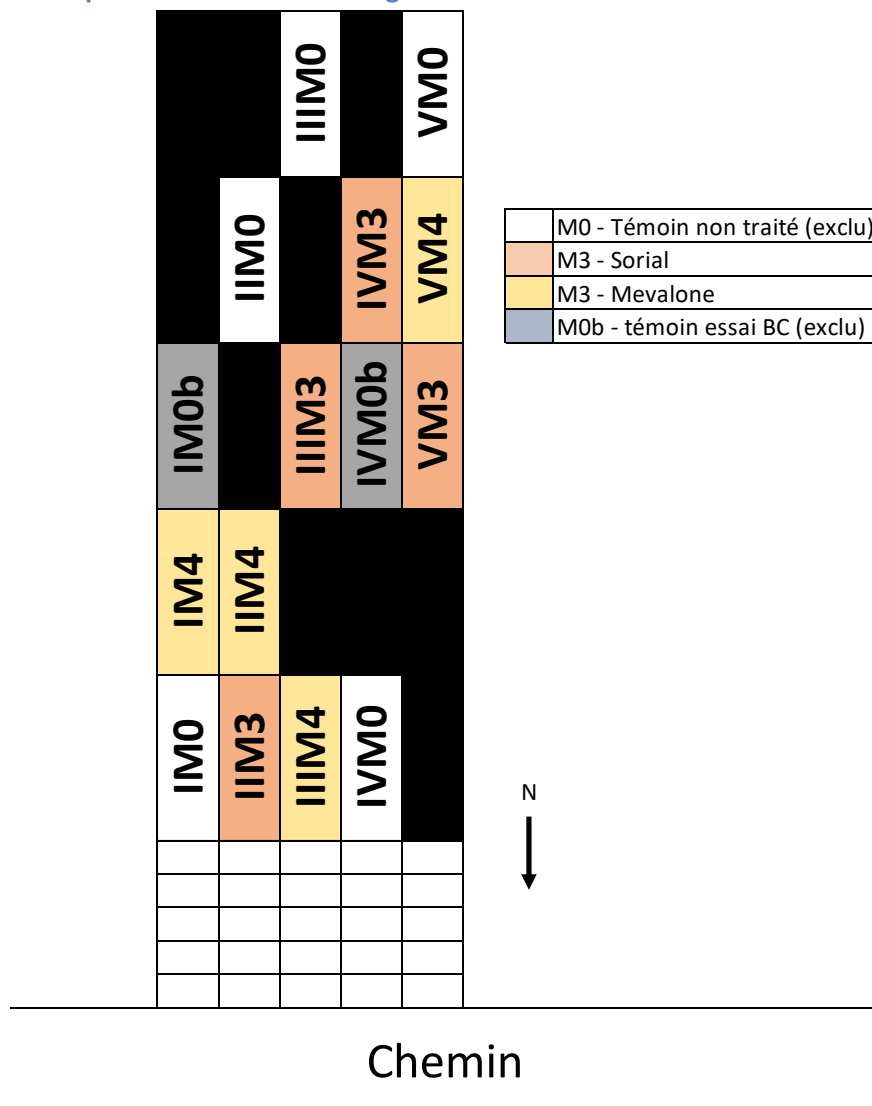 IIIM0
VM0
IIM0
IVM3
VM4
M0 - Témoin non traité (exclu)
M3 - Sorial
M3 - Mevalone
M0b - témoin essai BC (exclu)
IM0b
IIIM3
IVM0b
VM3
IM4
IIM4
IM0
IIM3
IIIM4
IVM0
N
Chemin